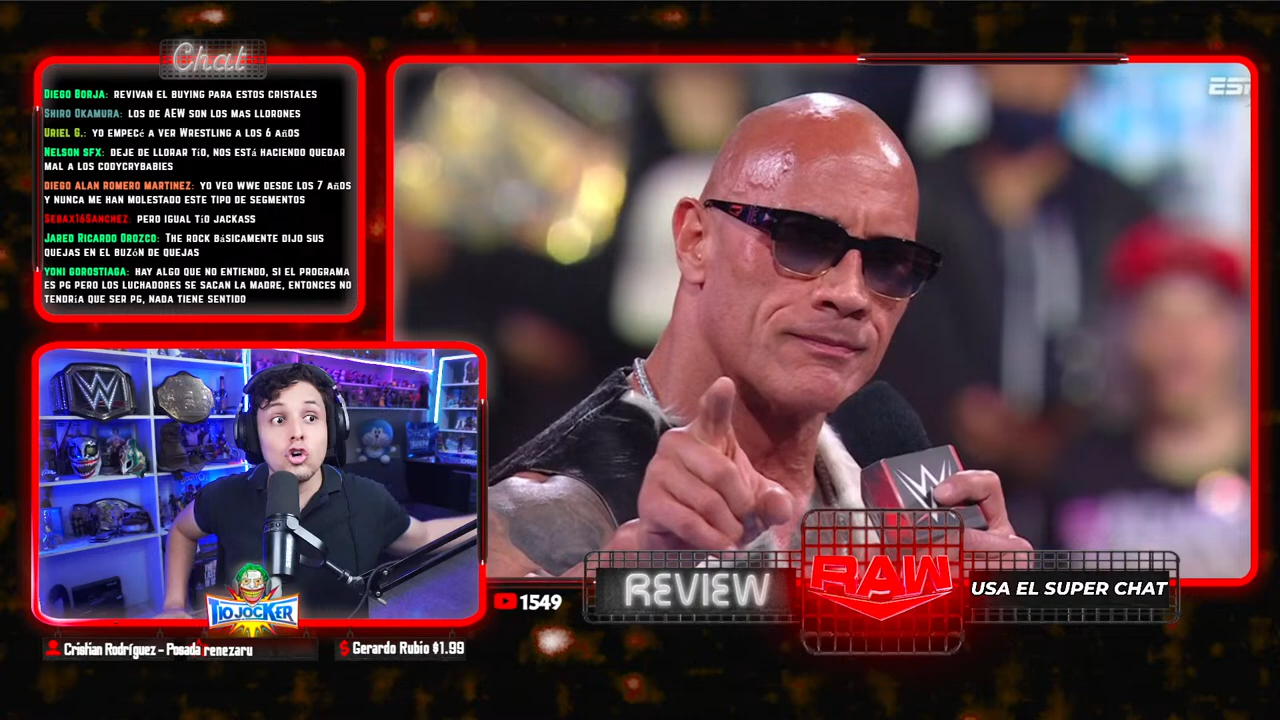 Chat
DIEGO BORJA: REVIVAN EL BUYING PARA ESTOS CRISTALES
SHIRO OKAMURA: LOS DE AEW SON LOS MAS LLORONES
URIEL G.: YO EMPECé A VER WRESTLING A LOS 6 AñOS
NELSON SFX: DEJE DE LLORAR TíO, NOS ESTá HACIENDO QUEDAR
MAL A LOS CODYCRYBABIES
DIEGO ALAN ROMERO MARTINEZ: YO VEO WWE DESDE LOS 7 AñOS
Y NUNCA ME HAN MOLESTADO ESTE TIPO DE SEGMENTOS
SEBAX16SANCHEZ: PERO IGUAL TíO JACKASS
JARED RICARDO OROZCO: THE ROCK BáSICAMENTE DIJO SUS
QUEJAS EN EL BUZóN DE QUEJAS
YONI GOROSTIAGA: HAY ALGO QUE NO ENTIENDO, SI EL PROGRAMA
ES PG PERO LOS LUCHADORES SE SACAN LA MADRE, ENTONCES NO
TENDRíA QUE SER PG, NADA TIENE SENTIDO
W
TIOJOCKER
Cristian Rodríguez - Posada renezaru
$ Gerardo Rubio $1.99
1549
REVIEW
RAW
USA EL SUPER CHAT